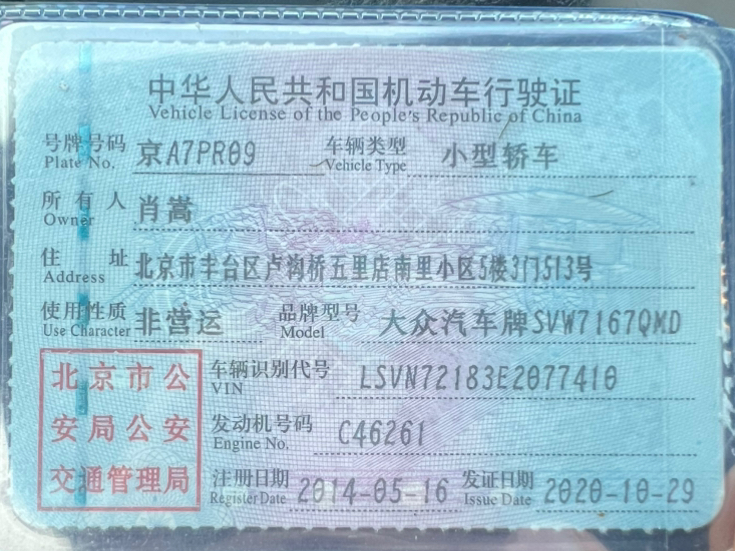 中华人民共和国机动车行驶证
Vehicle License of the People's Republic of China
号牌号码 京A7PR09 车辆类型 小型轿车
Plate No. Vehicle Type
所有人 肖嵩
Owner
住址 北京市丰台区卢沟桥五里店南里小区5楼3门513号
Address
使用性质 非营运 品牌型号 大众汽车牌SVW7167QMD
Use Character Model
北京市公安局公安交通管理局
车辆识别代号 LSVN72183E2077410
VIN
发动机号码 C46261
Engine No.
注册日期 2014-05-16 发证日期 2020-10-29
Register Date Issue Date